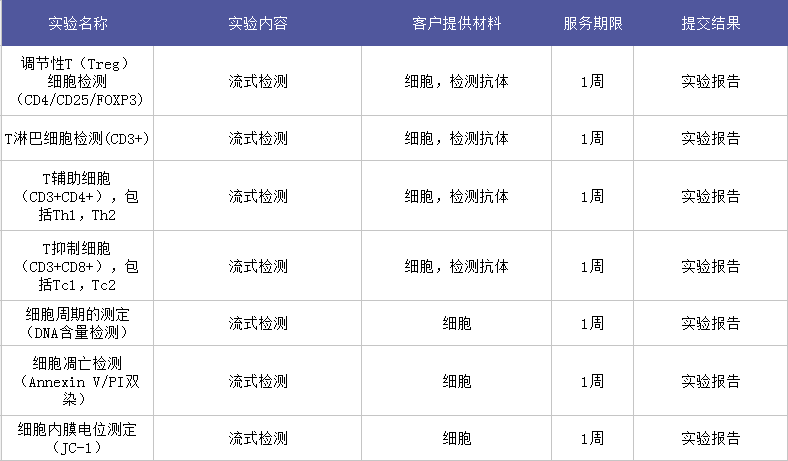 实验名称 实验内容 客户提供材料 服务期限 提交结果
调节性T（Treg）
细胞检测
（CD4/CD25/FOXP3）
流式检测 细胞，检测抗体 1周 实验报告
T淋巴细胞检测(CD3+) 流式检测 细胞，检测抗体 1周 实验报告
T辅助细胞
（CD3+CD4+），包
括Th1，Th2
流式检测 细胞，检测抗体 1周 实验报告
T抑制细胞
（CD3+CD8+），包
括Tc1，Tc2
流式检测 细胞，检测抗体 1周 实验报告
细胞周期的测定
（DNA含量检测）
流式检测 细胞 1周 实验报告
细胞凋亡检测
（Annexin V/PI双
染）
流式检测 细胞 1周 实验报告
细胞内膜电位测定
（JC-1）
流式检测 细胞 1周 实验报告